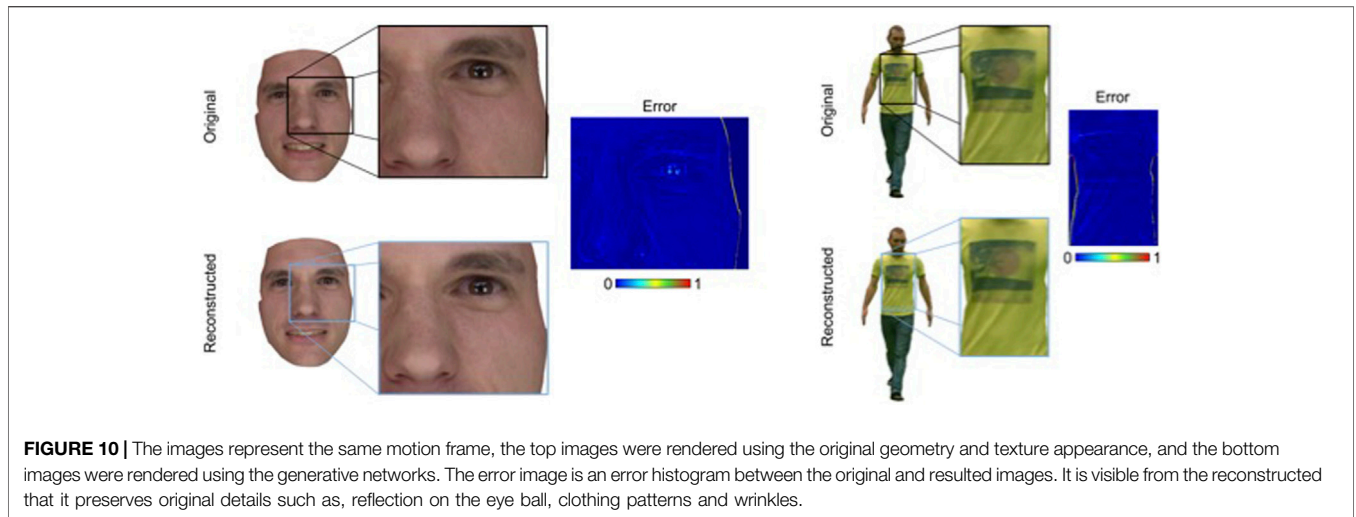 Original
Error
0 1
Reconstructed
Original
Error
0 1
Reconstructed
FIGURE 10 | The images represent the same motion frame, the top images were rendered using the original geometry and texture appearance, and the bottom
images were rendered using the generative networks. The error image is an error histogram between the original and resulted images. It is visible from the reconstructed
that it preserves original details such as, reflection on the eye ball, clothing patterns and wrinkles.